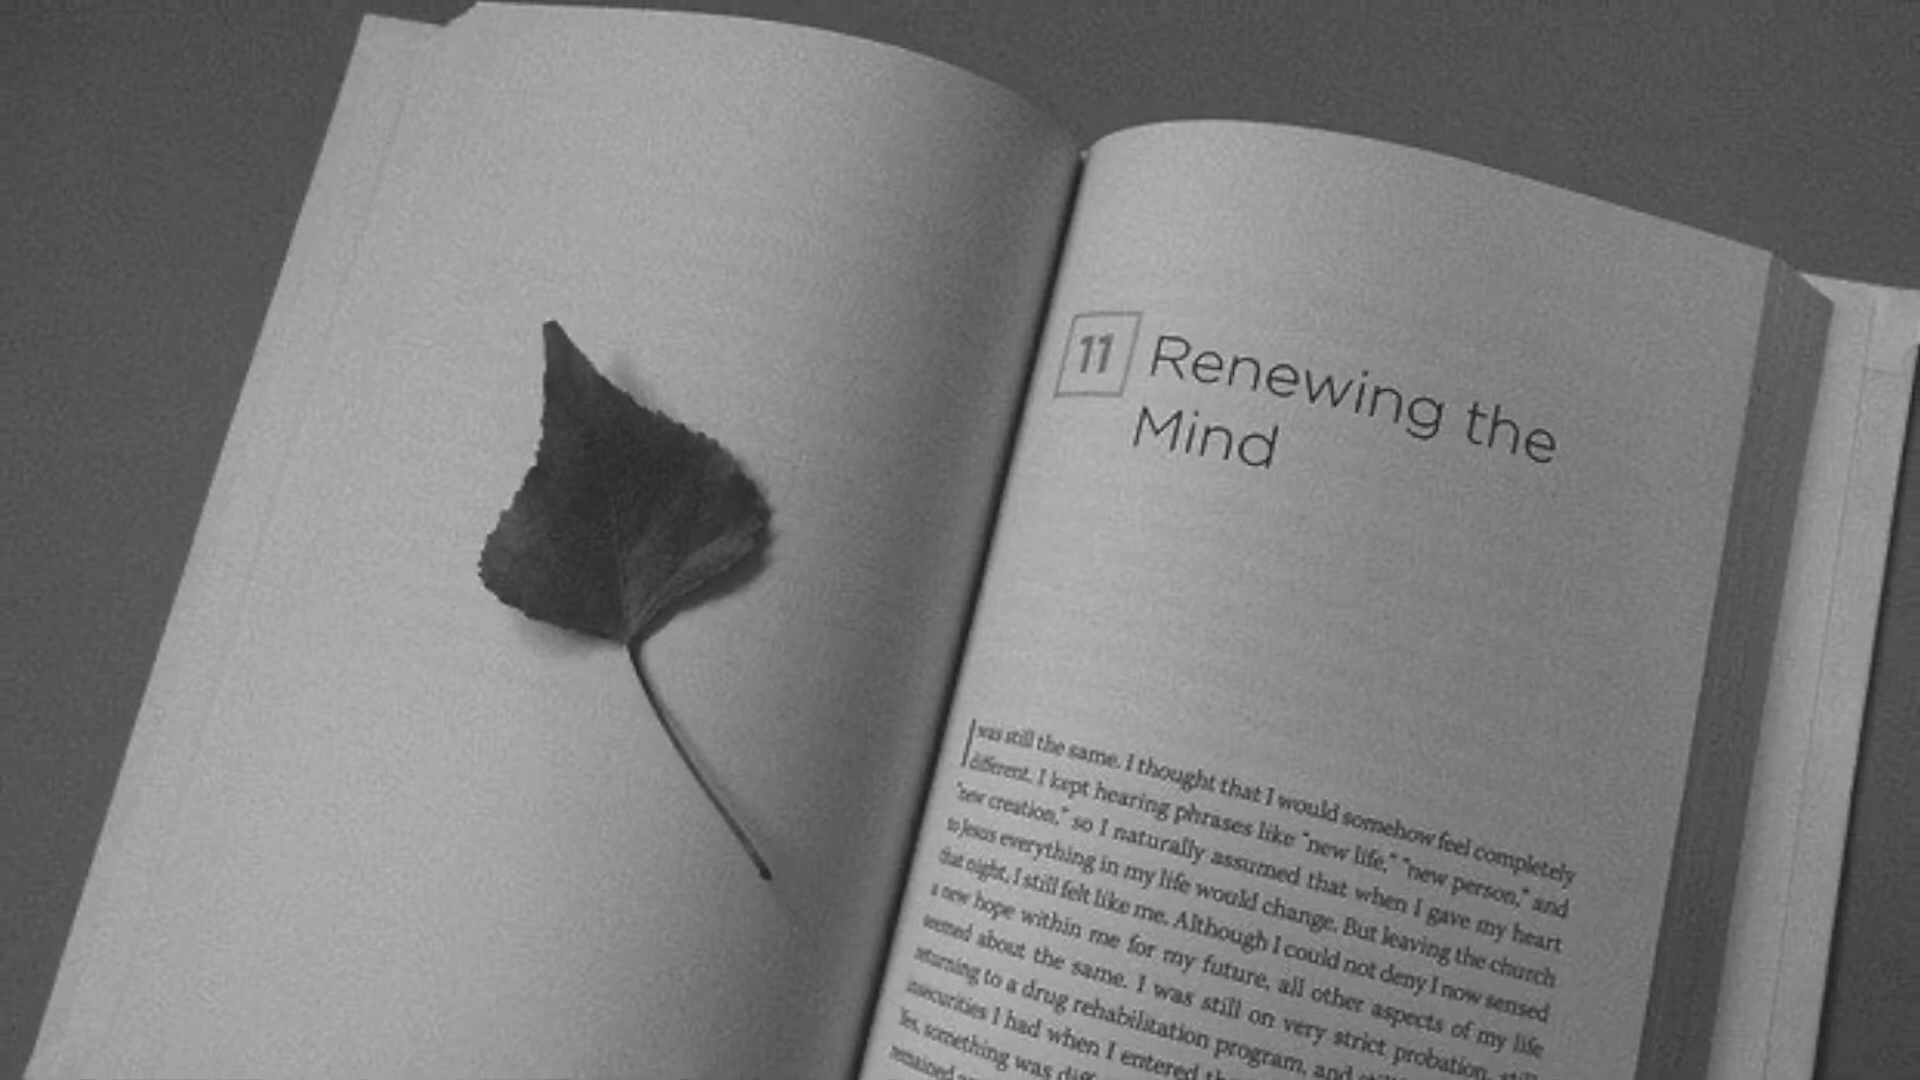 11 Renewing the
Mind
I was still the same. I thought that I would somehow feel completely
different. I kept hearing phrases like "new life," "new person," and
"new creation," so I naturally assumed that when I gave my heart
to Jesus everything in my life would change. But leaving the church
that night, I still felt like me. Although I could not deny I now sensed
a new hope within me for my future, all other aspects of my life
seemed about the same. I was still on very strict probation, still
returning to a drug rehabilitation program, and
insecurities I had when I entered
Yes, something was
remained